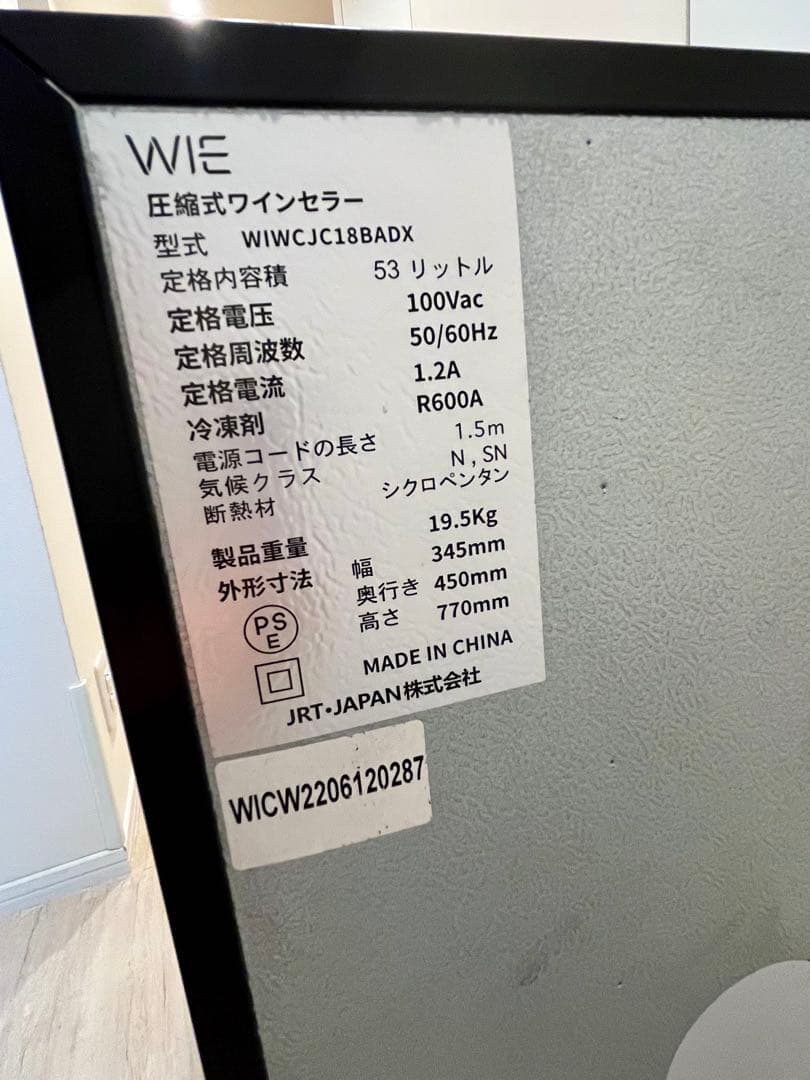 WIE
圧縮式ワインセラー
型式 WIWCJC18BADX
定格内容積 53 リットル
定格電圧 100Vac
定格周波数 50/60Hz
定格電流 1.2A
冷凍剤 R600A
電源コードの長さ 1.5m
気候クラス N , SN
断熱材 シクロペンタン
製品重量 19.5Kg
外形寸法 幅 345mm
奥行き 450mm
高さ 770mm
PSE
MADE IN CHINA
JRT・JAPAN株式会社
WICW2206120287